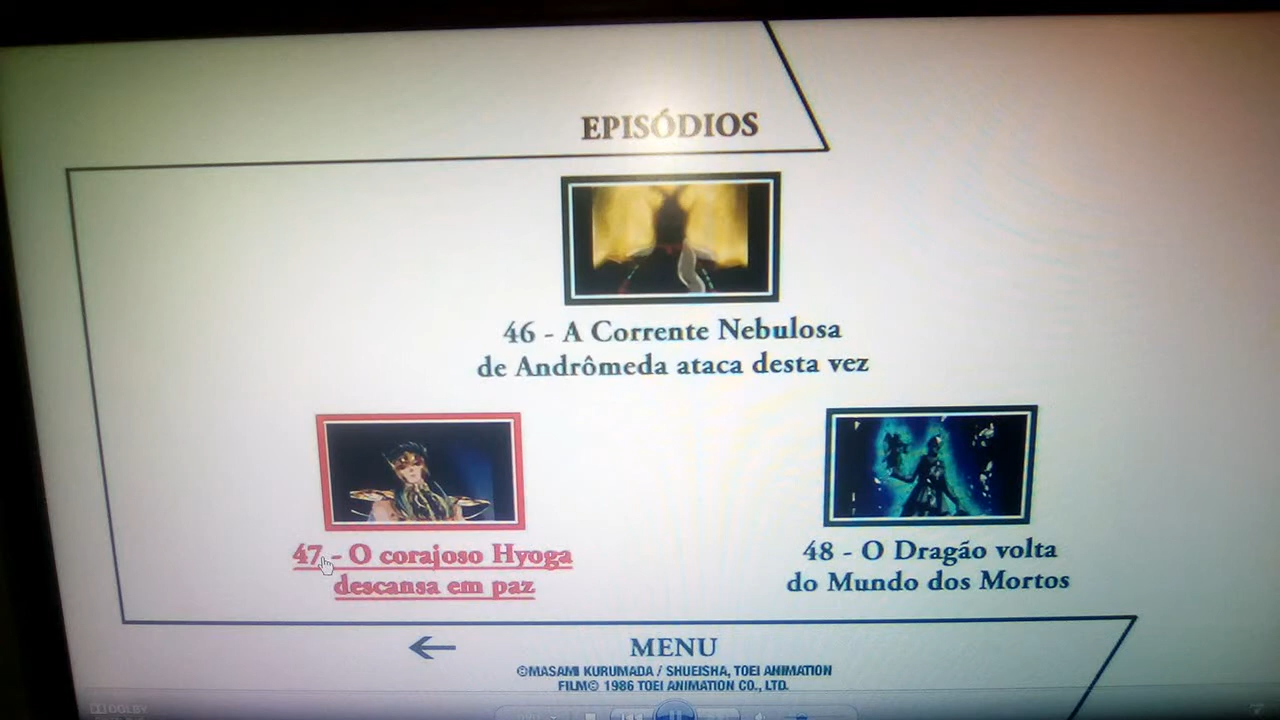 EPISÓDIOS
46 - A Corrente Nebulosa
de Andrômeda ataca desta vez
47 - O corajoso Hyoga
descansa em paz
48 - O Dragão volta
do Mundo dos Mortos
MENU
©MASAMI KURUMADA / SHUEISHA, TOEI ANIMATION
FILM© 1986 TOEI ANIMATION CO., LTD.
DOLBY